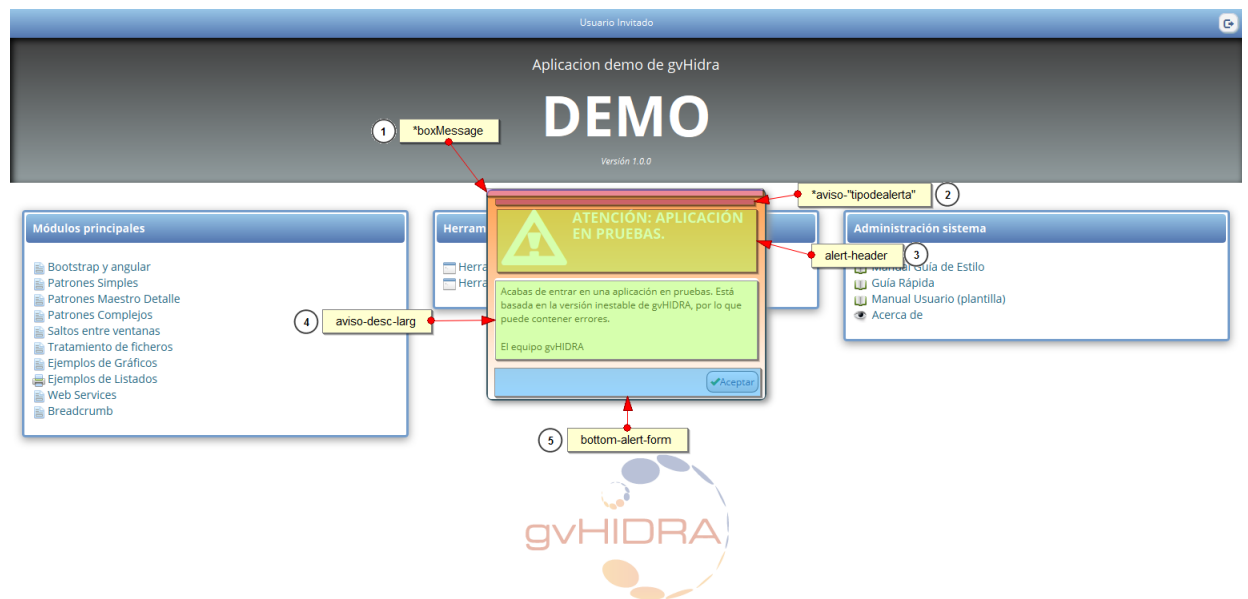 Usuario Invitado
Aplicacion demo de gvHidra
DEMO
Versión 1.0.0
1 *boxMessage
*aviso-"tipodealerta" 2
alert-header 3
4 aviso-desc-larg
5 bottom-alert-form
Módulos principales
Bootstrap y angular
Patrones Simples
Patrones Maestro Detalle
Patrones Complejos
Saltos entre ventanas
Tratamiento de ficheros
Ejemplos de Gráficos
Ejemplos de Listados
Web Services
Breadcrumb
Herram
Herra
Herra
ATENCIÓN: APLICACIÓN
EN PRUEBAS.
Acabas de entrar en una aplicación en pruebas. Está
basada en la versión inestable de gvHIDRA, por lo que
puede contener errores.
El equipo gvHIDRA
Aceptar
Administración sistema
Manual Guía de Estilo
Guía Rápida
Manual Usuario (plantilla)
Acerca de
gvHIDRA